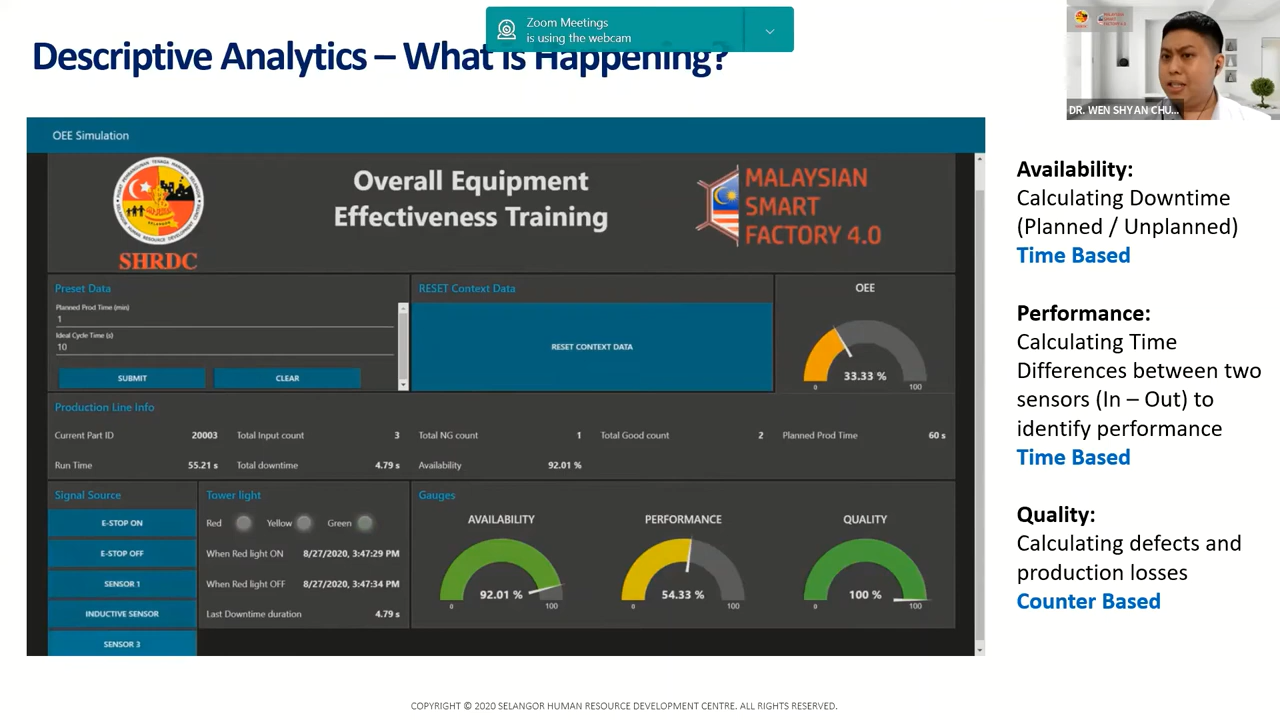 Zoom Meetings
is using the webcam
Descriptive Analytics – What is Happening?
DR. WEN SHYAN CHU...
OEE Simulation
SHRDC
Overall Equipment
Effectiveness Training
MALAYSIAN
SMART
FACTORY 4.0
Preset Data
Planned Prod Time (min)
1
Ideal Cycle Time (s)
10
SUBMIT CLEAR
RESET Context Data
RESET CONTEXT DATA
OEE
33.33 %
0 100
Production Line Info
Current Part ID 20003 Total Input count 3 Total NG count 1 Total Good count 2 Planned Prod Time 60 s
Run Time 55.21 s Total downtime 4.79 s Availability 92.01 %
Signal Source
E-STOP ON
E-STOP OFF
SENSOR 1
INDUCTIVE SENSOR
SENSOR 3
Tower light
Red Yellow Green
When Red light ON 8/27/2020, 3:47:29 PM
When Red light OFF 8/27/2020, 3:47:34 PM
Last Downtime duration 4.79 s
Gauges
AVAILABILITY PERFORMANCE QUALITY
92.01 % 54.33 % 100 %
0 100 0 100 0 100
Availability:
Calculating Downtime
(Planned / Unplanned)
Time Based
Performance:
Calculating Time
Differences between two
sensors (In – Out) to
identify performance
Time Based
Quality:
Calculating defects and
production losses
Counter Based
COPYRIGHT © 2020 SELANGOR HUMAN RESOURCE DEVELOPMENT CENTRE. ALL RIGHTS RESERVED.